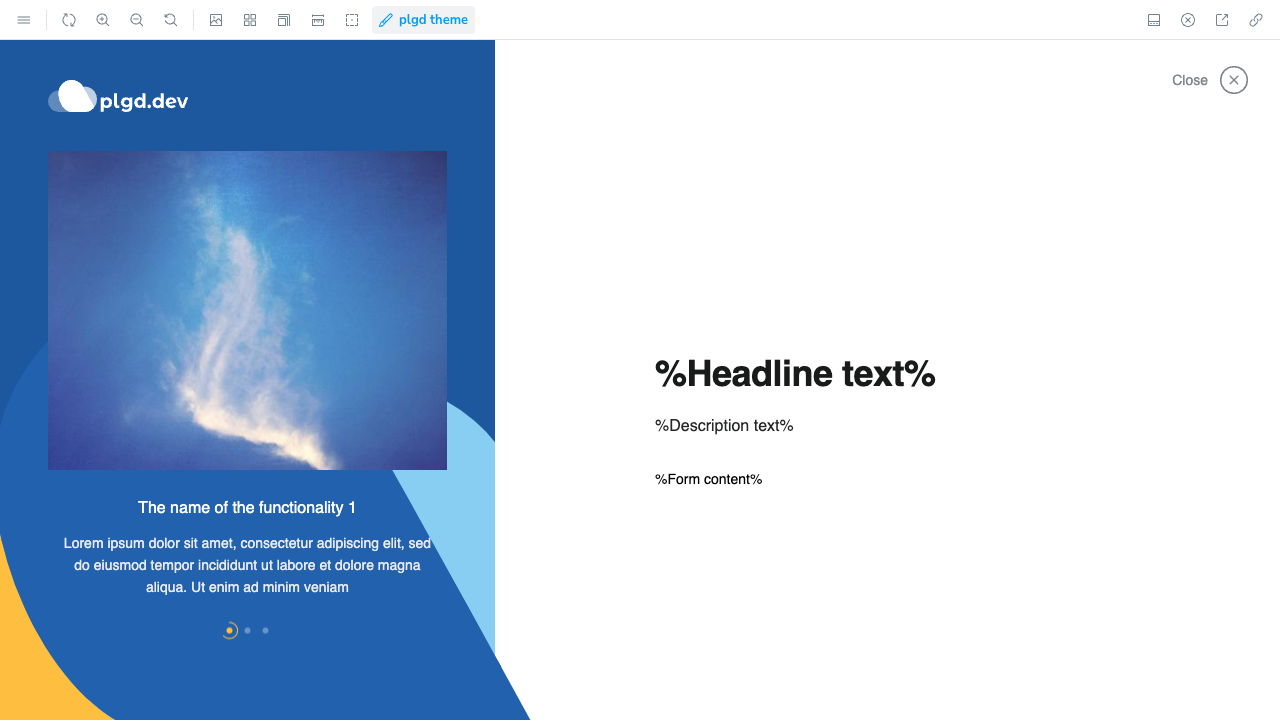 plgd theme
plgd.dev
Close
%Headline text%
%Description text%
%Form content%
The name of the functionality 1
Lorem ipsum dolor sit amet, consectetur adipiscing elit, sed
do eiusmod tempor incididunt ut labore et dolore magna
aliqua. Ut enim ad minim veniam